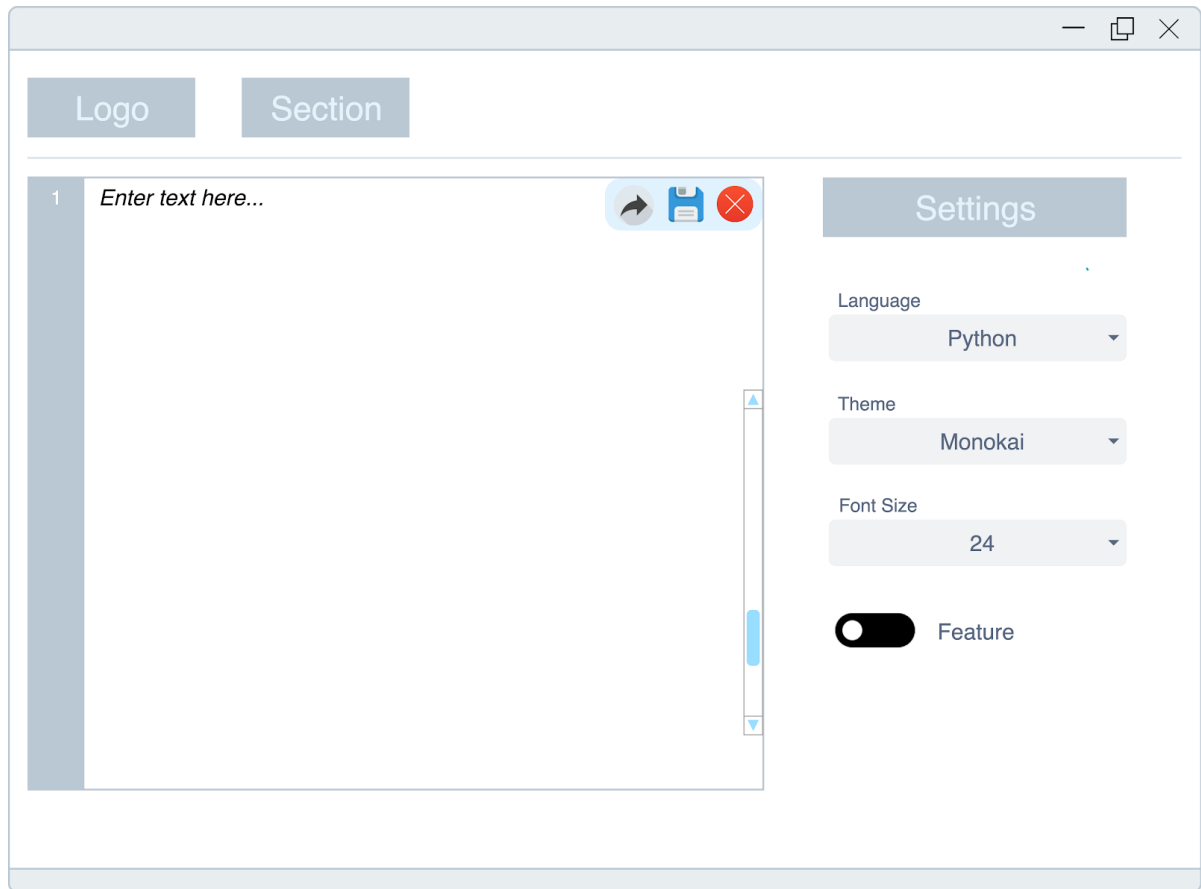 Logo
Section
1
Enter text here...
Settings
Language
Python
Theme
Monokai
Font Size
24
Feature